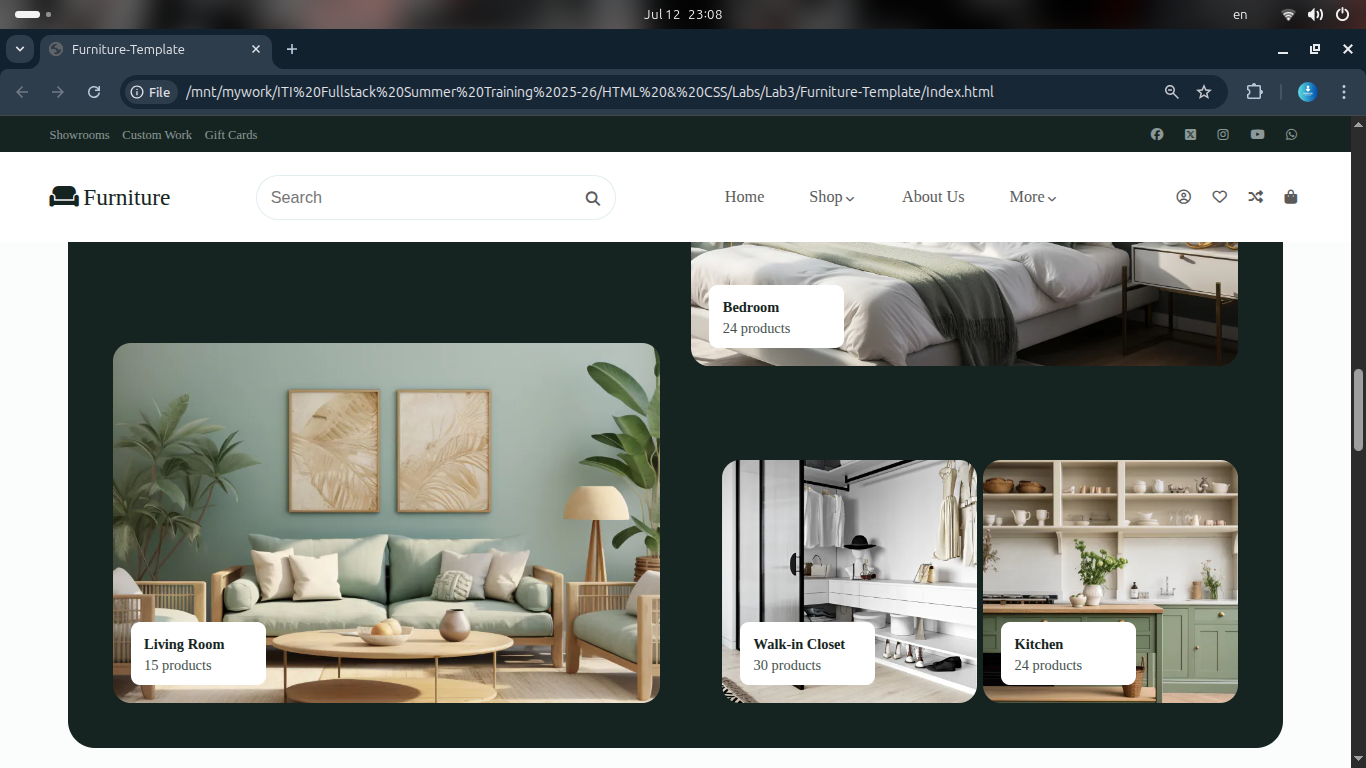 Jul 12 23:08
en
Furniture-Template
File
/mnt/mywork/ITI%20Fullstack%20Summer%20Training%2025-26/HTML%20&%20CSS/Labs/Lab3/Furniture-Template/Index.html
Showrooms Custom Work Gift Cards
Furniture
Search
Home Shop About Us More
Bedroom
24 products
Living Room
15 products
Walk-in Closet
30 products
Kitchen
24 products